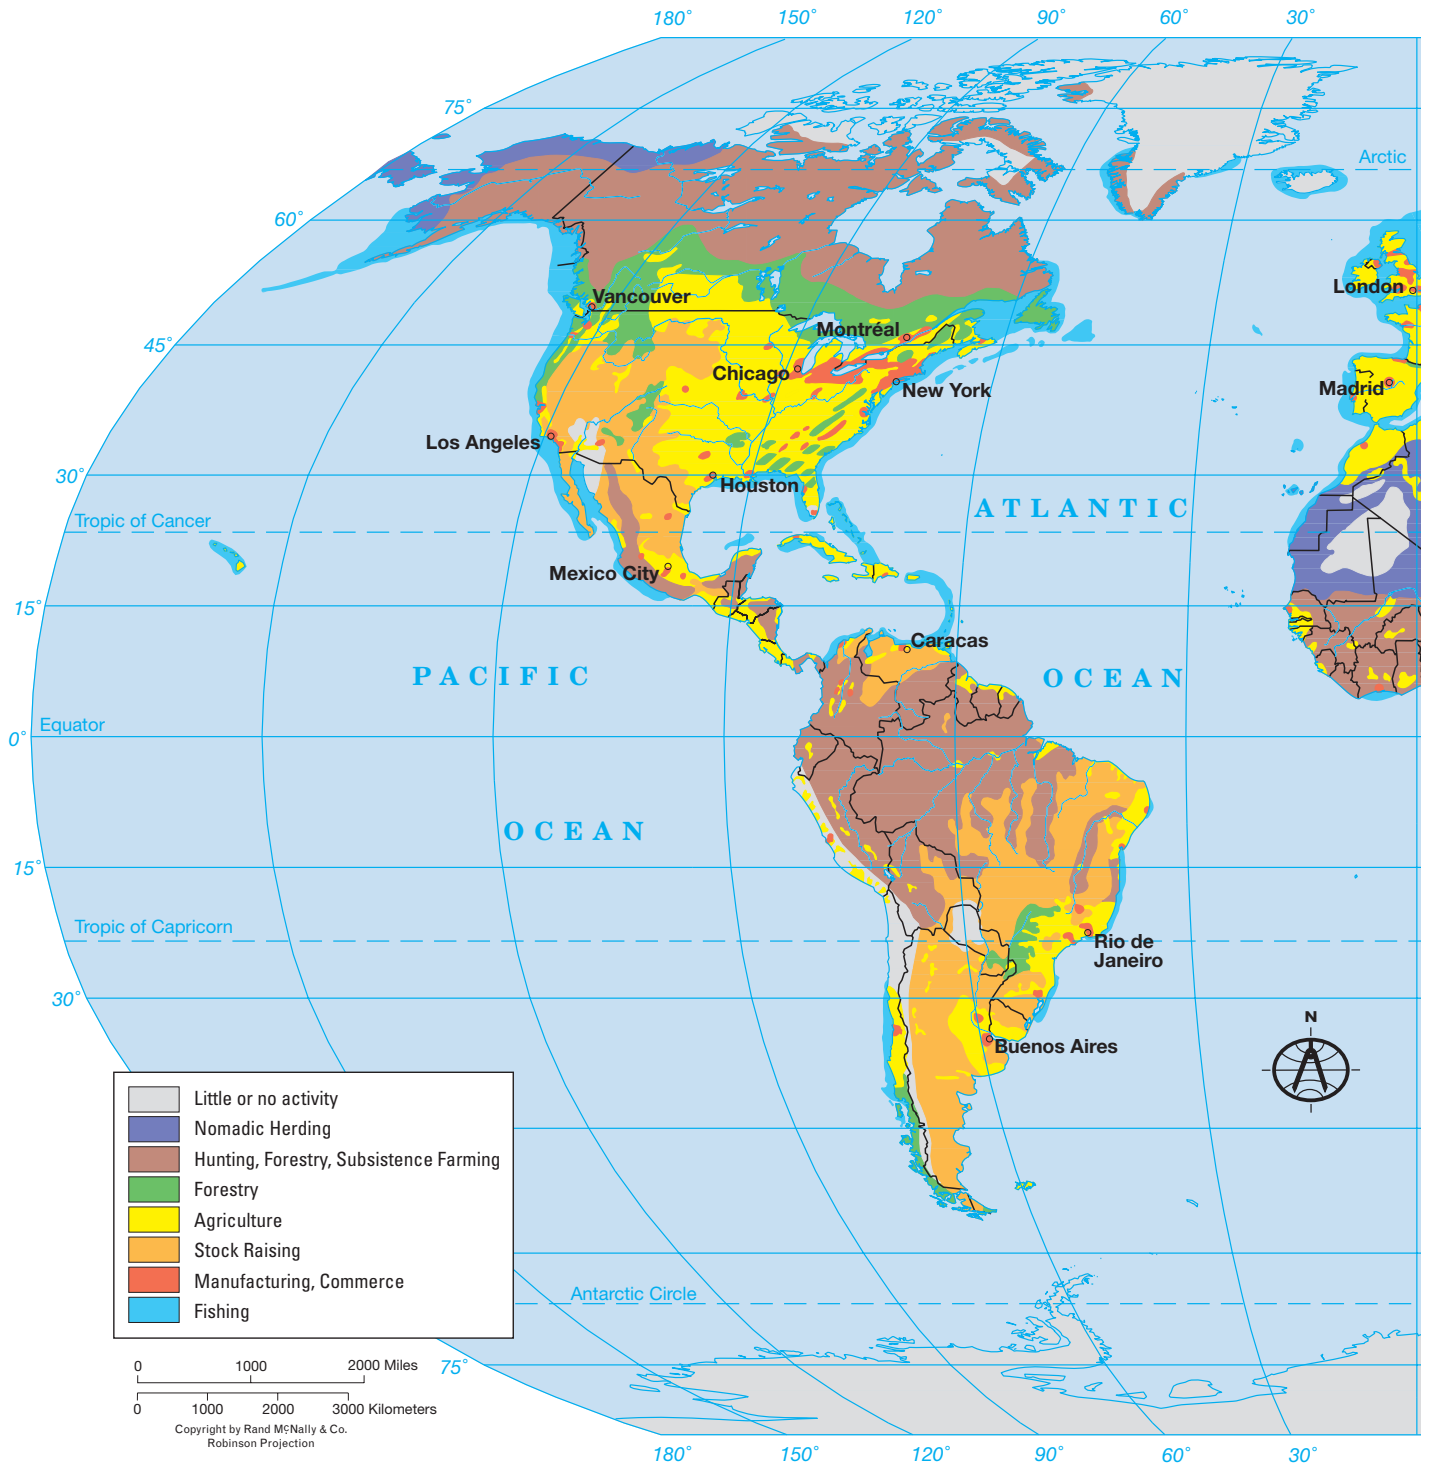 180° 150° 120° 90° 60° 30°
75°
Arctic
60°
London
Vancouver
Montréal
45°
Chicago
Madrid
New York
Los Angeles
30°
Houston
ATLANTIC
Tropic of Cancer
Mexico City
15°
Caracas
PACIFIC
OCEAN
Equator
0°
OCEAN
15°
Tropic of Capricorn
Rio de
Janeiro
30°
N
Buenos Aires
Little or no activity
Nomadic Herding
Hunting, Forestry, Subsistence Farming
Forestry
Agriculture
Stock Raising
Manufacturing, Commerce
Fishing
Antarctic Circle
75°
0 1000 2000 Miles
0 1000 2000 3000 Kilometers
Copyright by Rand McNally & Co.
Robinson Projection
180° 150° 120° 90° 60° 30°